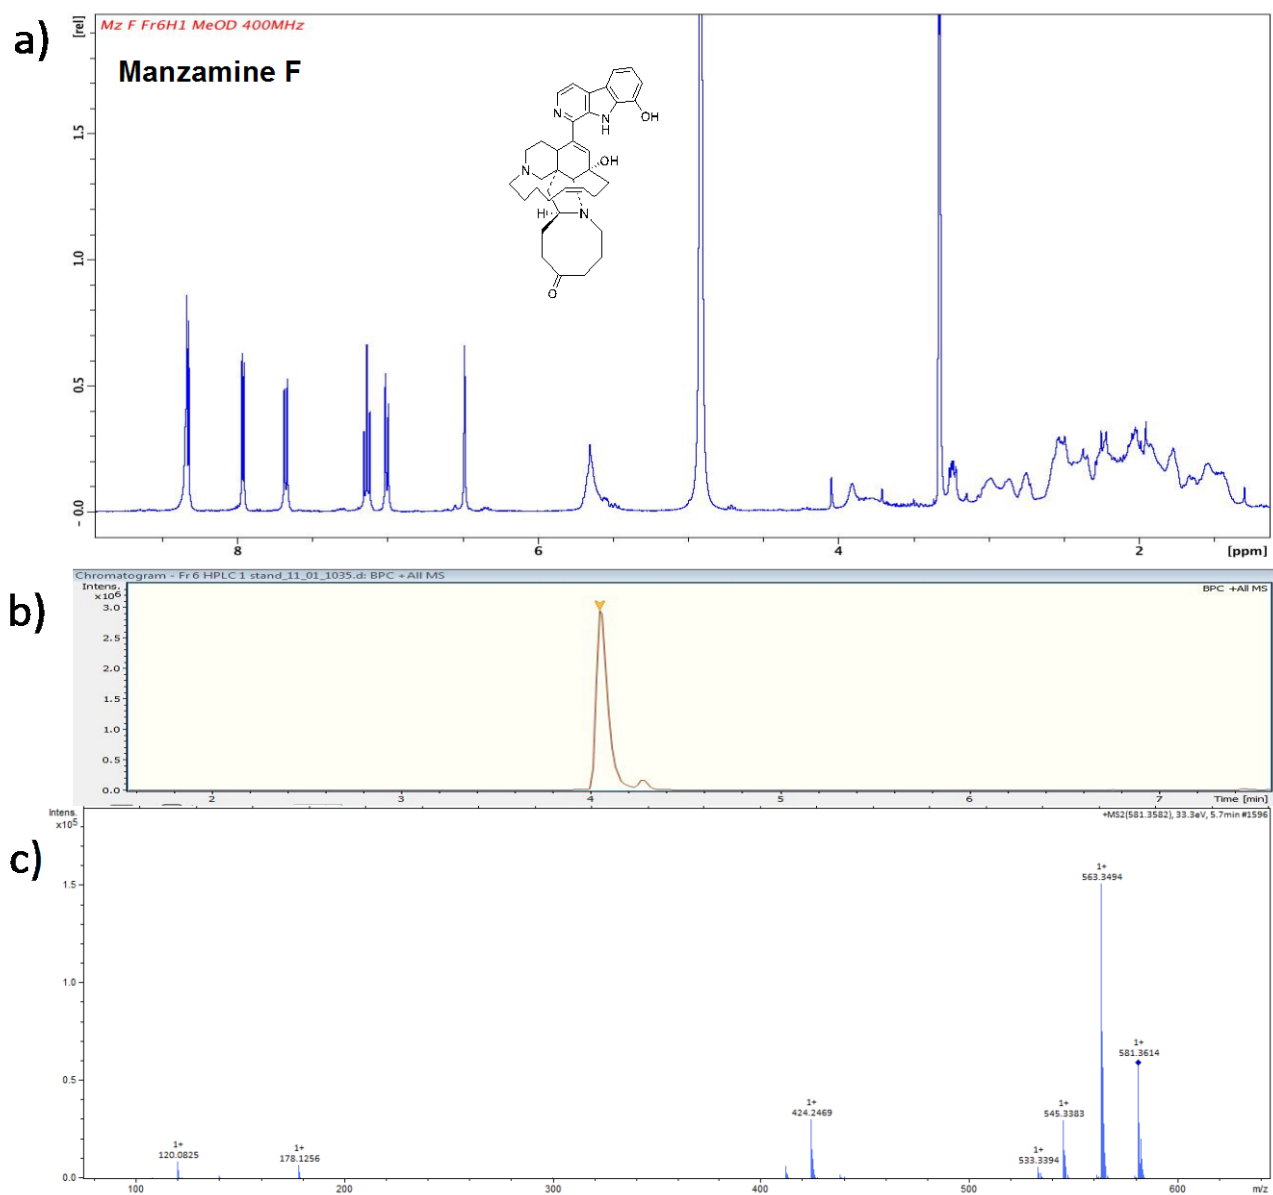 a)
[rel]
Mz F Fr6H1 MeOD 400MHz
Manzamine F
OH
N
N
H
OH
N
H
N
O
1.5
1.0
0.5
- 0.0
8 6 4 2 [ppm]
b)
Chromatogram - Fr6 HPLC 1 stand_11_01_1035.d: BPC +All MS
Intens.
x10⁶
BPC +All MS
3.0
2.5
2.0
1.5
1.0
0.5
0.0
2 3 4 5 6 7 Time [min]
c)
Intens.
x10⁵
+MS2(581.3582), 33.3eV, 5.7min #1596
1.5
1.0
0.5
0.0
1+
563.3494
1+
581.3614
1+
424.2469
1+
545.3383
1+
533.3394
1+
120.0825
1+
178.1256
100 200 300 400 500 600 m/z